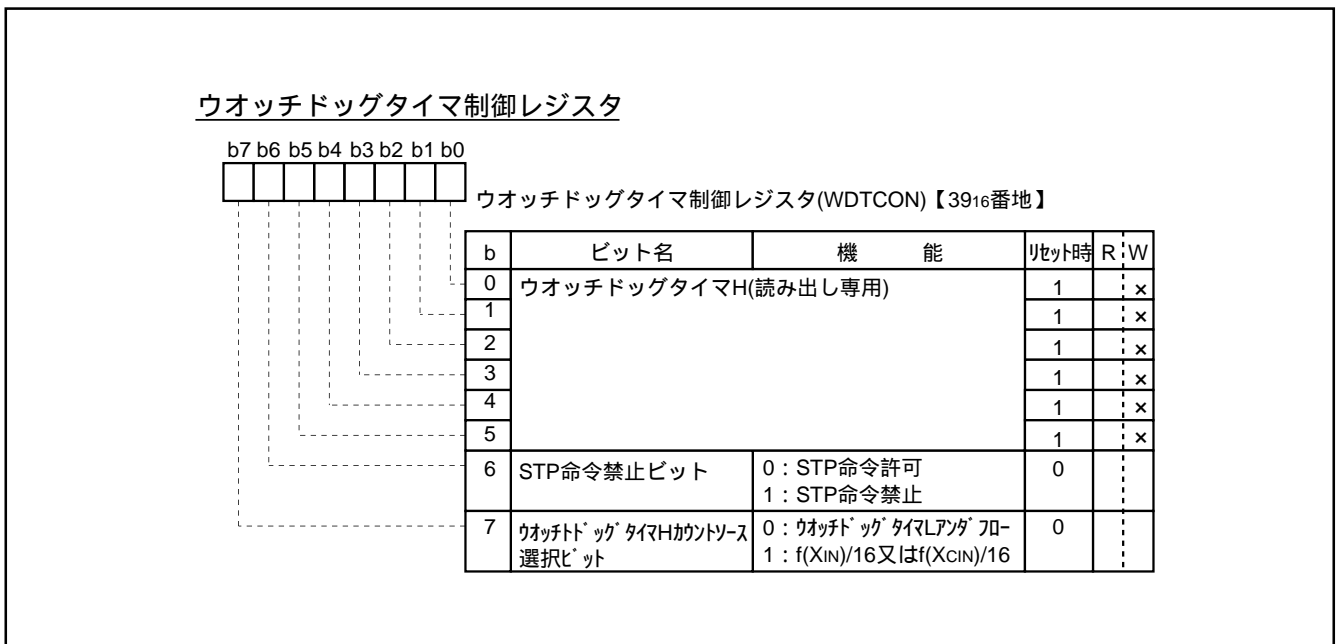 ウオッチドッグタイマ制御レジスタ
b7 b6 b5 b4 b3 b2 b1 b0
ウオッチドッグタイマ制御レジスタ(WDTCON)【3916番地】
b ビット名 機 能 リセット時 R W
0 ウオッチドッグタイマH(読み出し専用) 1 ×
1 1 ×
2 1 ×
3 1 ×
4 1 ×
5 1 ×
6 STP命令禁止ビット 0:STP命令許可 0
1:STP命令禁止
7 ウオッチドッグタイマHカウントソース 0:ウオッチドッグタイマLアンダフロー 0
選択ビット 1:f(XIN)/16又はf(XCIN)/16